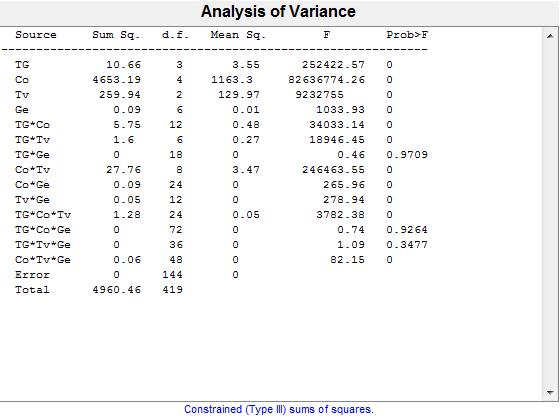 Analysis of Variance
Source Sum Sq. d.f. Mean Sq. F Prob>F
TG 10.66 3 3.55 252422.57 0
Co 4653.19 4 1163.3 82636774.26 0
Tv 259.94 2 129.97 9232755 0
Ge 0.09 6 0.01 1033.93 0
TG*Co 5.75 12 0.48 34033.14 0
TG*Tv 1.6 6 0.27 18946.45 0
TG*Ge 0 18 0 0.46 0.9709
Co*Tv 27.76 8 3.47 246463.55 0
Co*Ge 0.09 24 0 265.96 0
Tv*Ge 0.05 12 0 278.94 0
TG*Co*Tv 1.28 24 0.05 3782.38 0
TG*Co*Ge 0 72 0 0.74 0.9264
TG*Tv*Ge 0 36 0 1.09 0.3477
Co*Tv*Ge 0.06 48 0 82.15 0
Error 0 144 0
Total 4960.46 419
Constrained (Type III) sums of squares.